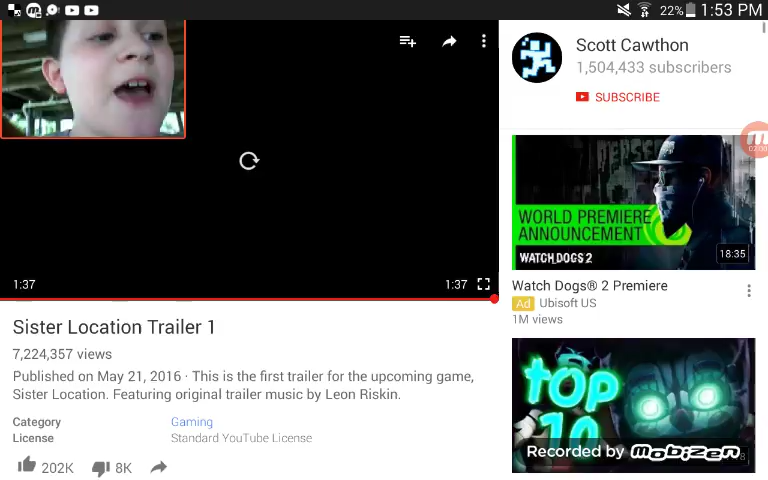 22% 1:53 PM
Scott Cawthon
1,504,433 subscribers
SUBSCRIBE
02:00
WORLD PREMIERE
ANNOUNCEMENT
WATCH DOGS 2
18:35
1:37
1:37
Watch Dogs® 2 Premiere
Ad Ubisoft US
1M views
Sister Location Trailer 1
7,224,357 views
Published on May 21, 2016 · This is the first trailer for the upcoming game,
Sister Location. Featuring original trailer music by Leon Riskin.
Category Gaming
License Standard YouTube License
202K 8K
TOP
10
Recorded by mobizen